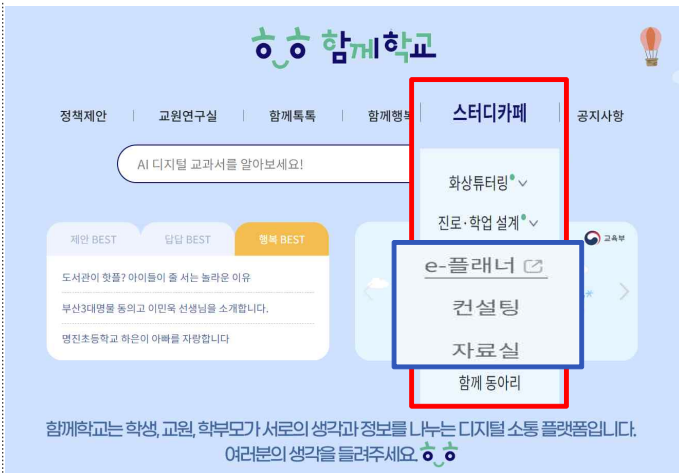 ㅎㅎ 함께학교
정책제안 교원연구실 함께톡톡 함께행복 스터디카페 공지사항
AI 디지털 교과서를 알아보세요!
화상튜터링
진로·학업 설계
제안 BEST 답답 BEST 행복 BEST
교육부
e-플래너
도서관이 핫플? 아이들이 줄 서는 놀라운 이유
부산3대명물 동의고 이민욱 선생님을 소개합니다.
컨설팅
명진초등학교 하은이 아빠를 자랑합니다
자료실
함께 동아리
함께학교는 학생, 교원, 학부모가 서로의 생각과 정보를 나누는 디지털 소통 플랫폼입니다.
여러분의 생각을 들려주세요. ㅎㅎ